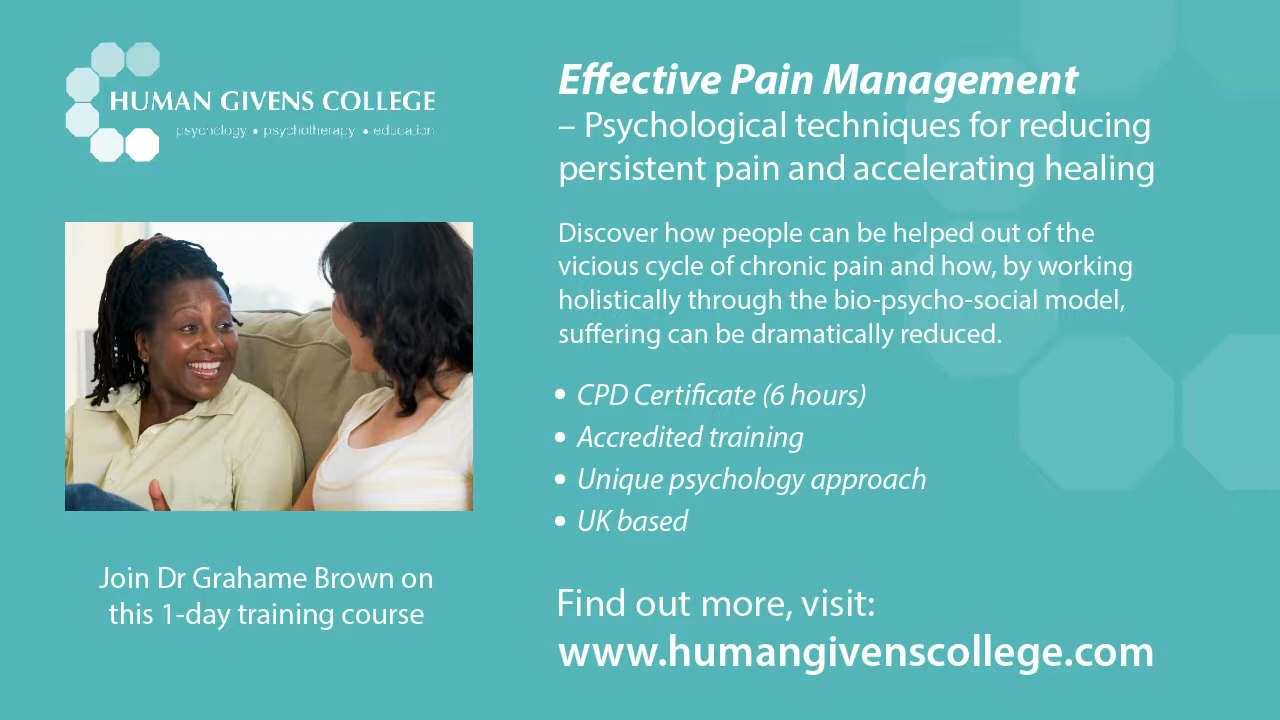 HUMAN GIVENS COLLEGE
psychology • psychotherapy • education
Effective Pain Management
– Psychological techniques for reducing
persistent pain and accelerating healing
Discover how people can be helped out of the
vicious cycle of chronic pain and how, by working
holistically through the bio-psycho-social model,
suffering can be dramatically reduced.
• CPD Certificate (6 hours)
• Accredited training
• Unique psychology approach
• UK based
Join Dr Grahame Brown on
this 1-day training course
Find out more, visit:
www.humangivenscollege.com